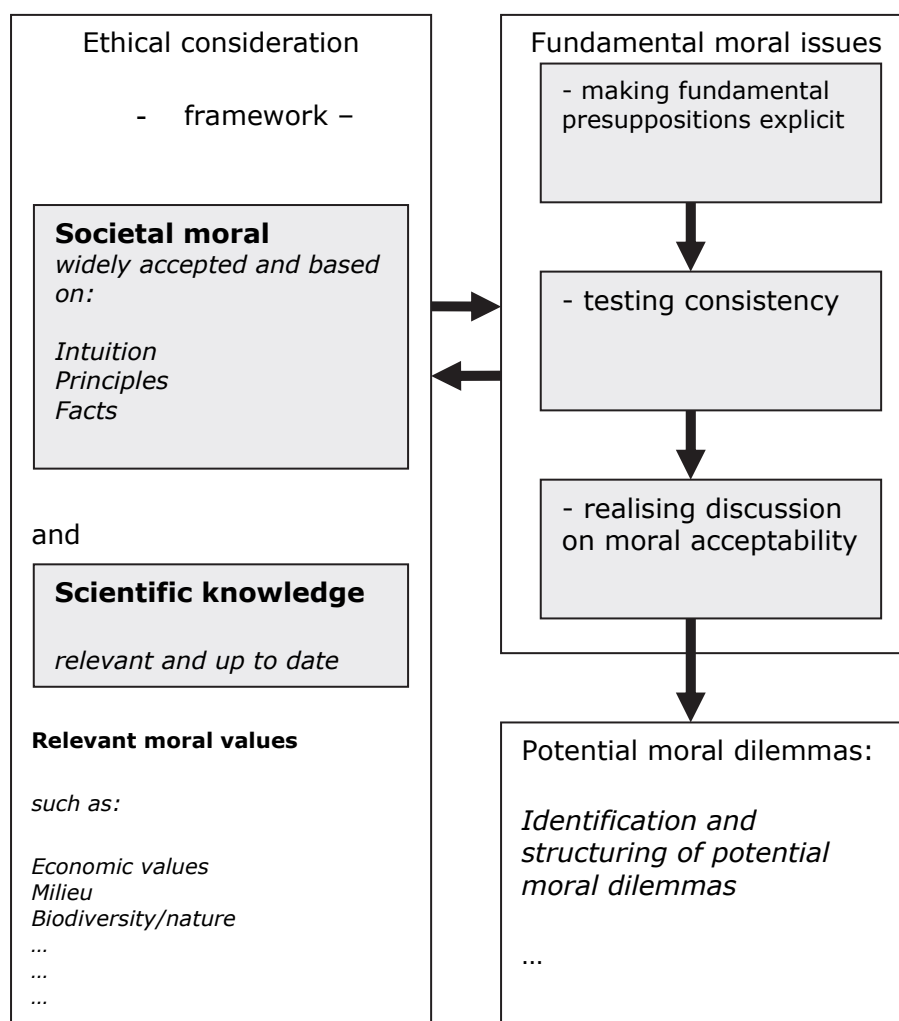 Ethical consideration
- framework –
Societal moral
widely accepted and based
on:
Intuition
Principles
Facts
and
Scientific knowledge
relevant and up to date
Relevant moral values
such as:
Economic values
Milieu
Biodiversity/nature
…
…
…
Fundamental moral issues
- making fundamental
presuppositions explicit
- testing consistency
- realising discussion
on moral acceptability
Potential moral dilemmas:
Identification and
structuring of potential
moral dilemmas
…